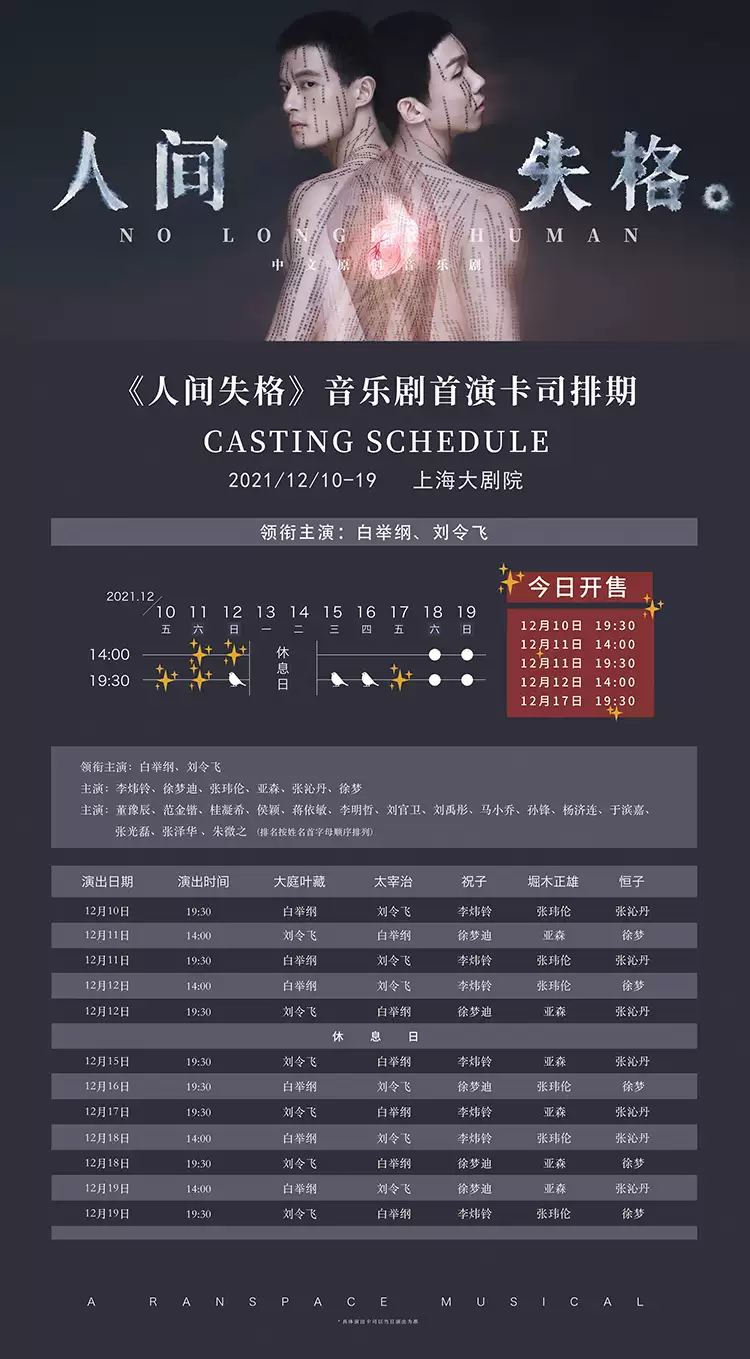 人间失格。
NO LONGER HUMAN
中文原创音乐剧
《人间失格》音乐剧首演卡司排期
CASTING SCHEDULE
2021/12/10-19 上海大剧院
领衔主演：白举纲、刘令飞
2021.12
10 11 12 13 14 15 16 17 18 19
五 六 日 一 二 三 四 五 六 日
14:00
19:30
休息日
今日开售
12月10日 19:30
12月11日 14:00
12月11日 19:30
12月12日 14:00
12月17日 19:30
领衔主演：白举纲、刘令飞
主演：李炜铃、徐梦迪、张玮伦、亚森、张沁丹、徐梦
主演：董豫辰、范金锴、桂凝希、侯颖、蒋依敏、李明哲、刘官卫、刘禹彤、马小乔、孙锋、杨济连、于滨嘉、
张光磊、张泽华、朱微之 (排名按姓名首字母顺序排列)
演出日期 演出时间 大庭叶藏 太宰治 祝子 堀木正雄 恒子
12月10日 19:30 白举纲 刘令飞 李炜铃 张玮伦 张沁丹
12月11日 14:00 刘令飞 白举纲 徐梦迪 亚森 徐梦
12月11日 19:30 白举纲 刘令飞 李炜铃 张玮伦 张沁丹
12月12日 14:00 白举纲 刘令飞 李炜铃 张玮伦 徐梦
12月12日 19:30 刘令飞 白举纲 徐梦迪 亚森 张沁丹
休息日
12月15日 19:30 刘令飞 白举纲 李炜铃 亚森 张沁丹
12月16日 19:30 白举纲 刘令飞 徐梦迪 张玮伦 徐梦
12月17日 19:30 刘令飞 白举纲 李炜铃 亚森 张沁丹
12月18日 14:00 白举纲 刘令飞 李炜铃 张玮伦 张沁丹
12月18日 19:30 刘令飞 白举纲 徐梦迪 亚森 徐梦
12月19日 14:00 白举纲 刘令飞 徐梦迪 亚森 张沁丹
12月19日 19:30 刘令飞 白举纲 李炜铃 张玮伦 徐梦
A RANSPACE MUSICAL
*具体演出卡司以当日演出为准